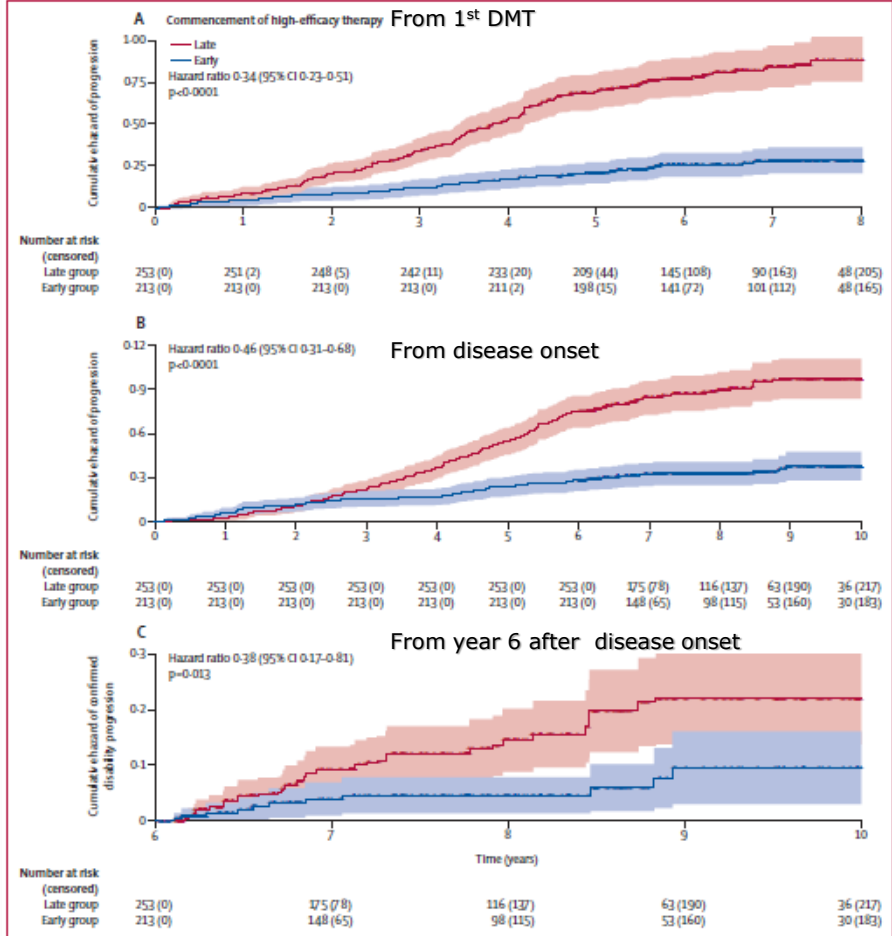 A Commencement of high-efficacy therapy From 1st DMT
Late
Early
Hazard ratio 0·34 (95% CI 0·23–0·51)
p<0·0001
Cumulative hazard of progression
1·00
0·75
0·50
0·25
0
0 1 2 3 4 5 6 7 8
Number at risk
(censored)
Late group 253 (0) 251 (2) 248 (5) 242 (11) 233 (20) 209 (44) 145 (108) 90 (163) 48 (205)
Early group 213 (0) 213 (0) 213 (0) 213 (0) 211 (2) 198 (15) 141 (72) 101 (112) 48 (165)
B
Hazard ratio 0·46 (95% CI 0·31–0·68) From disease onset
p<0·0001
Cumulative hazard of progression
0·12
0·9
0·6
0·3
0
0 1 2 3 4 5 6 7 8 9 10
Number at risk
(censored)
Late group 253 (0) 253 (0) 253 (0) 253 (0) 253 (0) 253 (0) 253 (0) 175 (78) 116 (137) 63 (190) 36 (217)
Early group 213 (0) 213 (0) 213 (0) 213 (0) 213 (0) 213 (0) 213 (0) 148 (65) 98 (115) 53 (160) 30 (183)
C From year 6 after disease onset
Hazard ratio 0·38 (95% CI 0·17–0·81)
p=0·013
Cumulative hazard of confirmed
disability progression
0·3
0·2
0·1
0
6 7 8 9 10
Time (years)
Number at risk
(censored)
Late group 253 (0) 175 (78) 116 (137) 63 (190) 36 (217)
Early group 213 (0) 148 (65) 98 (115) 53 (160) 30 (183)